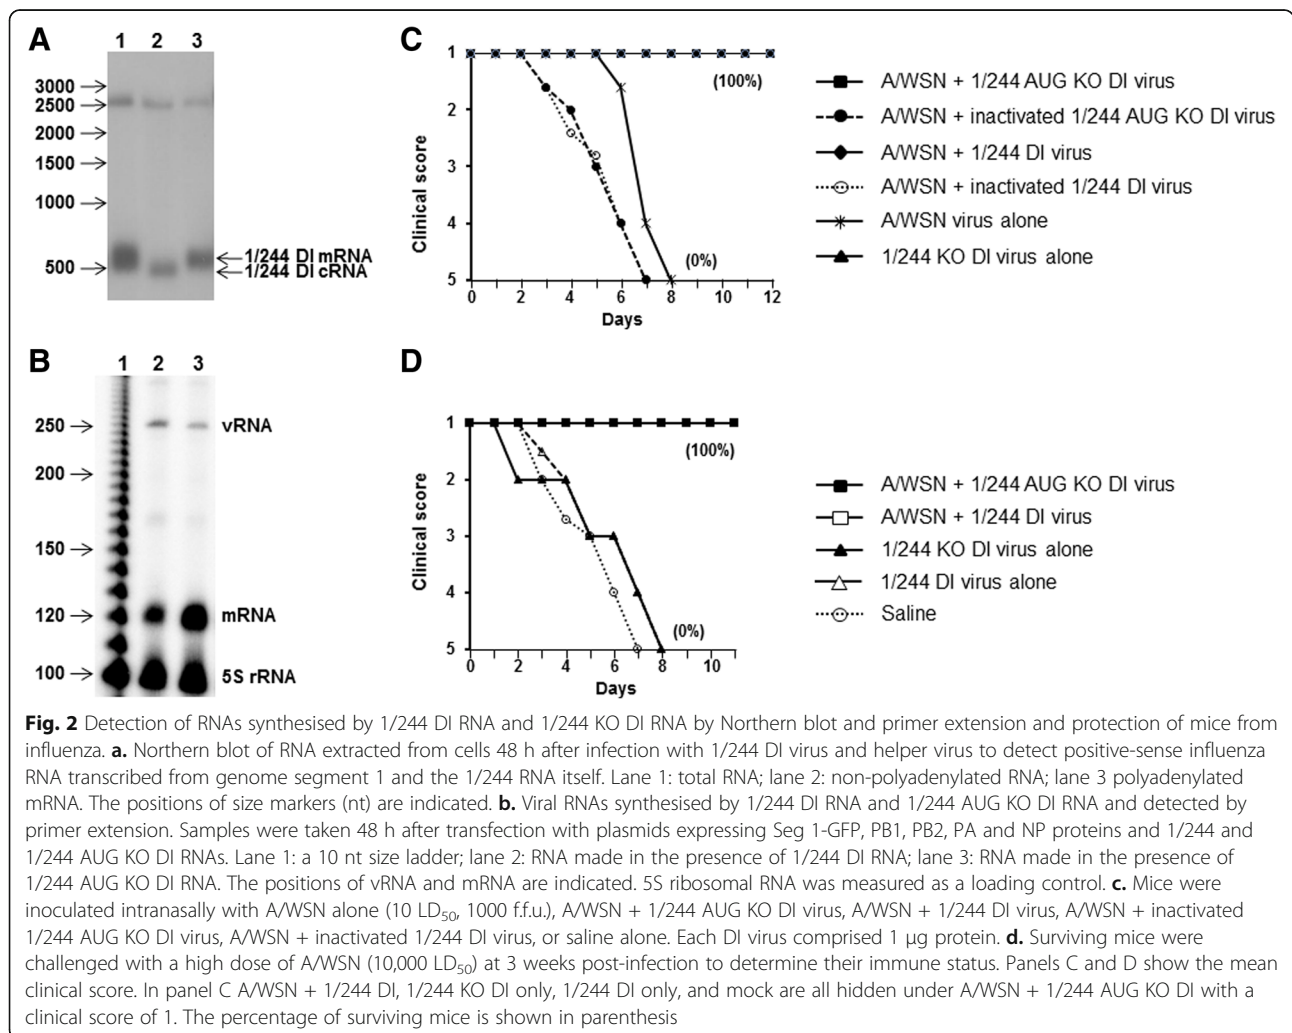 A
1 2 3
3000
2500
2000
1500
1000
500
1/244 DI mRNA
1/244 DI cRNA
C
1
2
3
4
5
Clinical score
(100%)
(0%)
0 2 4 6 8 10 12
Days
A/WSN + 1/244 AUG KO DI virus
A/WSN + inactivated 1/244 AUG KO DI virus
A/WSN + 1/244 DI virus
A/WSN + inactivated 1/244 DI virus
A/WSN virus alone
1/244 KO DI virus alone
B
1 2 3
250
200
150
120
100
vRNA
mRNA
5S rRNA
D
1
2
3
4
5
Clinical score
(100%)
(0%)
0 2 4 6 8 10
Days
A/WSN + 1/244 AUG KO DI virus
A/WSN + 1/244 DI virus
1/244 KO DI virus alone
1/244 DI virus alone
Saline
Fig. 2 Detection of RNAs synthesised by 1/244 DI RNA and 1/244 KO DI RNA by Northern blot and primer extension and protection of mice from
influenza. a. Northern blot of RNA extracted from cells 48 h after infection with 1/244 DI virus and helper virus to detect positive-sense influenza
RNA transcribed from genome segment 1 and the 1/244 RNA itself. Lane 1: total RNA; lane 2: non-polyadenylated RNA; lane 3 polyadenylated
mRNA. The positions of size markers (nt) are indicated. b. Viral RNAs synthesised by 1/244 DI RNA and 1/244 AUG KO DI RNA and detected by
primer extension. Samples were taken 48 h after transfection with plasmids expressing Seg 1-GFP, PB1, PB2, PA and NP proteins and 1/244 and
1/244 AUG KO DI RNAs. Lane 1: a 10 nt size ladder; lane 2: RNA made in the presence of 1/244 DI RNA; lane 3: RNA made in the presence of
1/244 AUG KO DI RNA. The positions of vRNA and mRNA are indicated. 5S ribosomal RNA was measured as a loading control. c. Mice were
inoculated intranasally with A/WSN alone (10 LD50, 1000 f.f.u.), A/WSN + 1/244 AUG KO DI virus, A/WSN + 1/244 DI virus, A/WSN + inactivated
1/244 AUG KO DI virus, A/WSN + inactivated 1/244 DI virus, or saline alone. Each DI virus comprised 1 μg protein. d. Surviving mice were
challenged with a high dose of A/WSN (10,000 LD50) at 3 weeks post-infection to determine their immune status. Panels C and D show the mean
clinical score. In panel C A/WSN + 1/244 DI, 1/244 KO DI only, 1/244 DI only, and mock are all hidden under A/WSN + 1/244 AUG KO DI with a
clinical score of 1. The percentage of surviving mice is shown in parenthesis